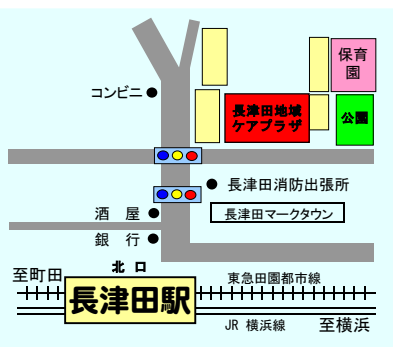 保育
園
コンビニ
長津田地域
ケアプラザ
公園
長津田消防出張所
酒 屋
長津田マークタウン
銀 行
北 口
至町田
東急田園都市線
長津田駅
JR 横浜線
至横浜